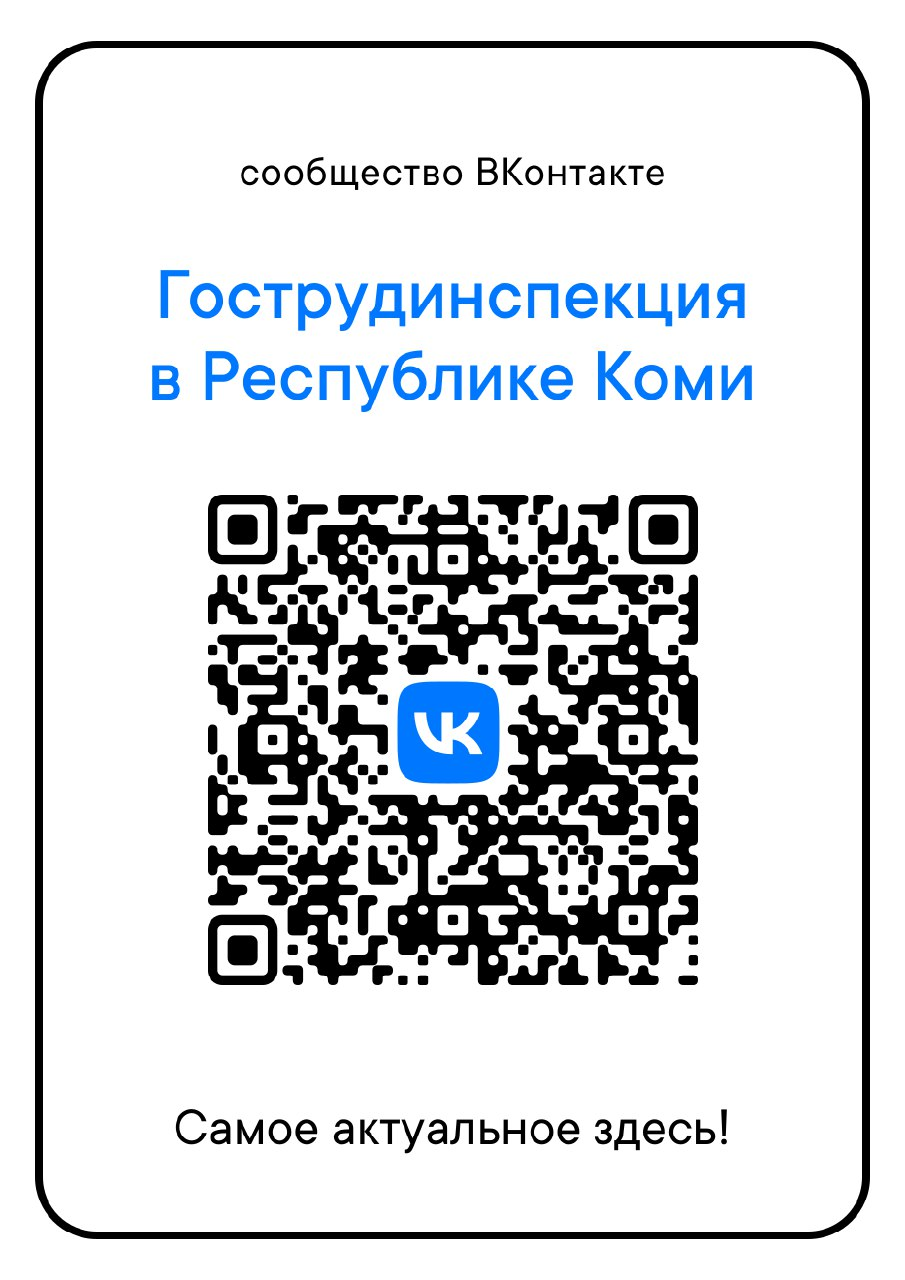 сообщество ВКонтакте
Гострудинспекция
в Республике Коми
VK
Самое актуальное здесь!